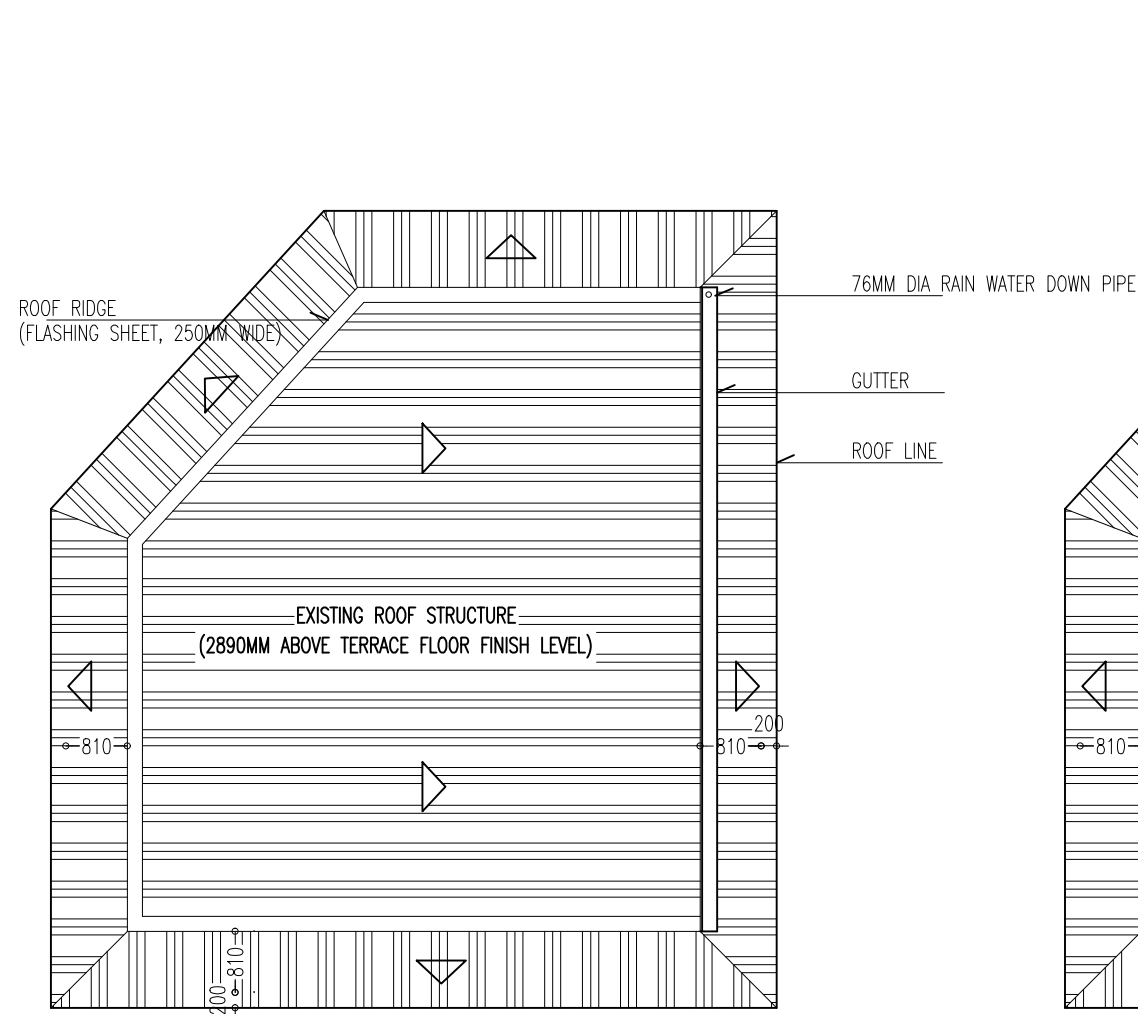 76MM DIA RAIN WATER DOWN PIPE
ROOF RIDGE
(FLASHING SHEET, 250MM WIDE)
GUTTER
ROOF LINE
EXISTING ROOF STRUCTURE
(2890MM ABOVE TERRACE FLOOR FINISH LEVEL)
200
810
810
810
810
200